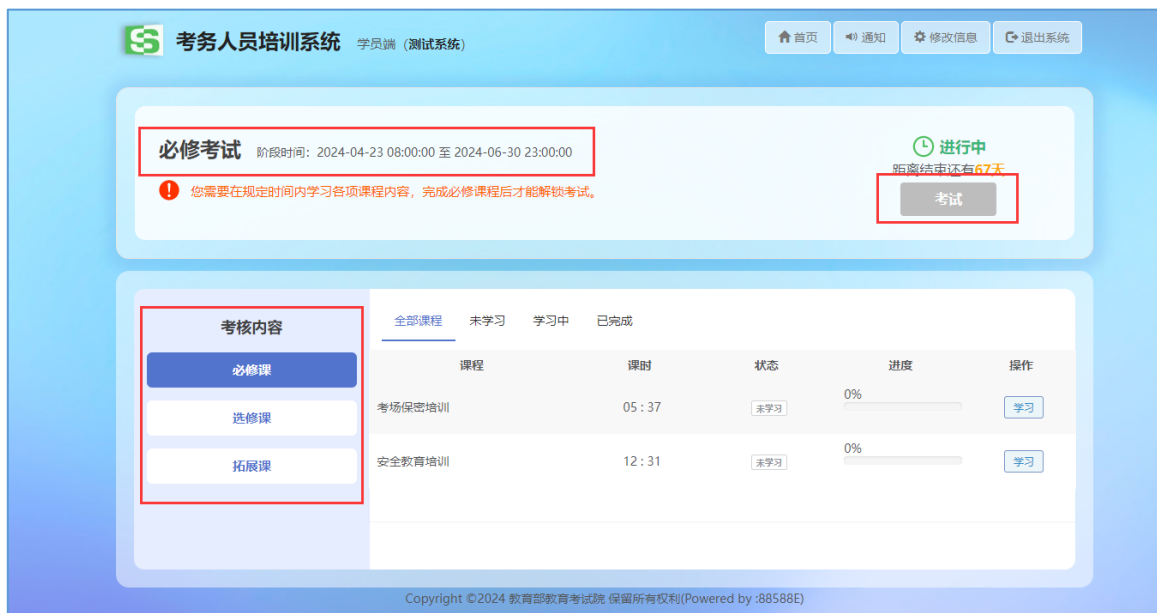 考务人员培训系统 学员端（测试系统） 首页 通知 修改信息 退出系统
必修考试 阶段时间：2024-04-23 08:00:00 至 2024-06-30 23:00:00
您需要在规定时间内学习各项课程内容，完成必修课程后才能解锁考试。
进行中
距离结束还有67天
考试
考核内容
必修课
选修课
拓展课
全部课程 未学习 学习中 已完成
课程 课时 状态 进度 操作
考场保密培训 05：37 未学习 0% 学习
安全教育培训 12：31 未学习 0% 学习
Copyright ©2024 教育部教育考试院 保留所有权利(Powered by :88588E)